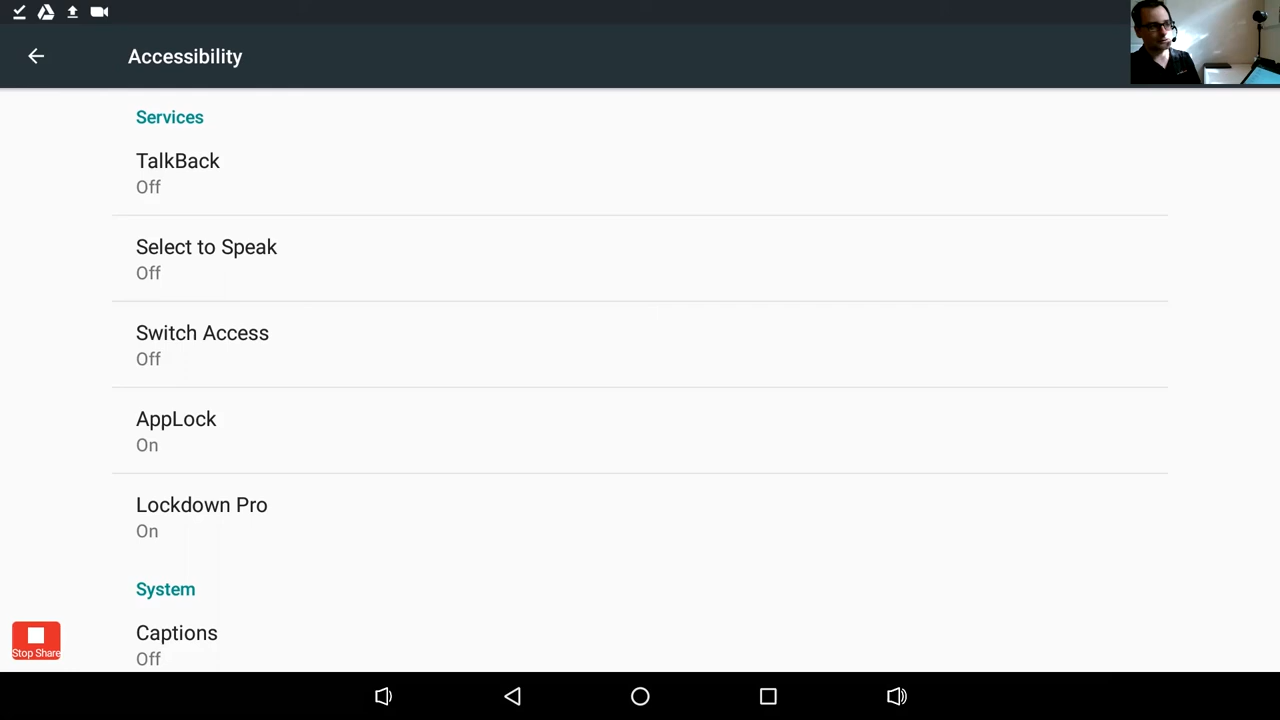 Accessibility
Services
TalkBack
Off
Select to Speak
Off
Switch Access
Off
AppLock
On
Lockdown Pro
On
System
Captions
Off
Stop Share